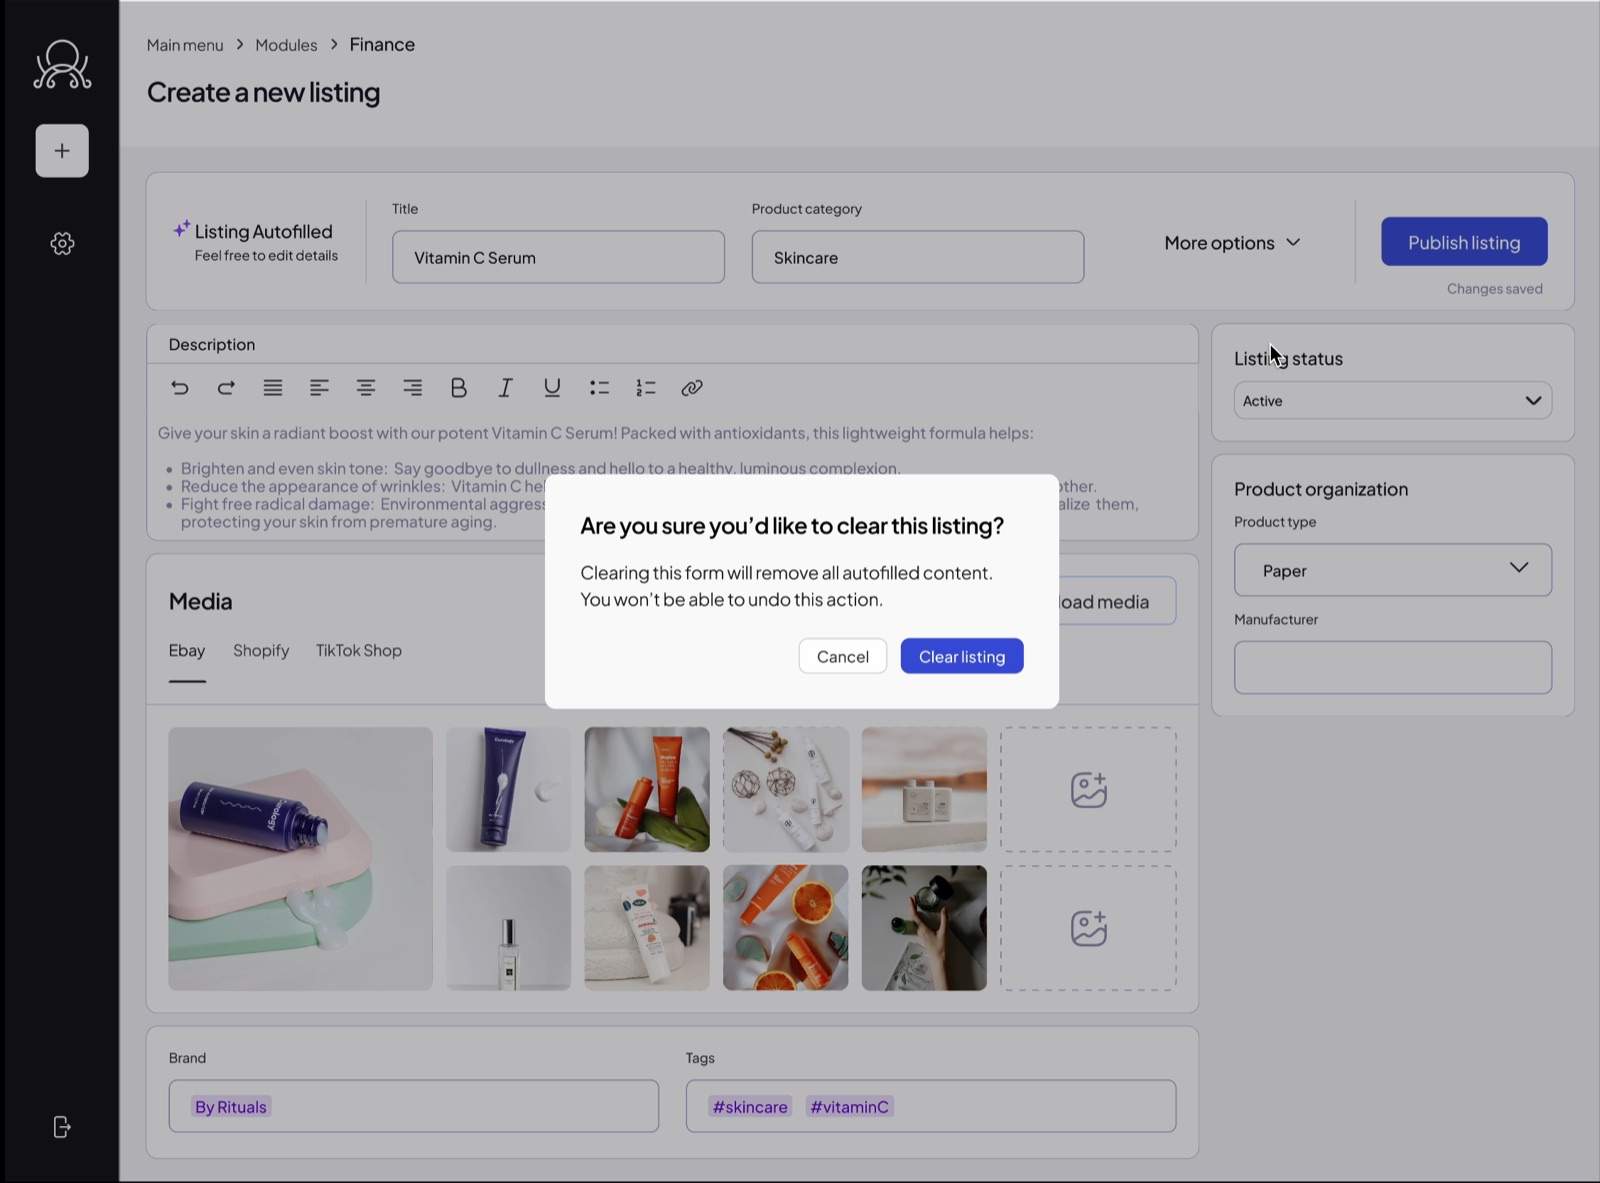 Main menu > Modules > Finance
Create a new listing
Listing Autofilled
Feel free to edit details
Title
Vitamin C Serum
Product category
Skincare
More options
Publish listing
Changes saved
Description
Give your skin a radiant boost with our potent Vitamin C Serum! Packed with antioxidants, this lightweight formula helps:
• Brighten and even skin tone: Say goodbye to dullness and hello to a healthy, luminous complexion.
• Reduce the appearance of wrinkles: Vitamin C
• Fight free radical damage: Environmental them,
protecting your skin from premature aging.
Listing status
Active
Product organization
Product type
Paper
Manufacturer
Are you sure you’d like to clear this listing?
Clearing this form will remove all autofilled content.
You won’t be able to undo this action.
Cancel
Clear listing
Media
media
Ebay Shopify TikTok Shop
Curology
Curology
Brand
By Rituals
Tags
#skincare #vitaminC